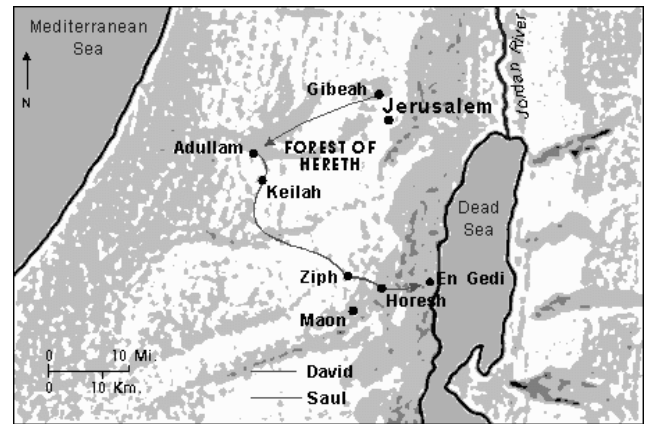 Mediterranean
Sea
N
Jordan River
Gibeah
Jerusalem
Adullam
FOREST OF
HERETH
Keilah
Dead
Sea
Ziph
En Gedi
Horesh
Maon
0 10 Mi.
0 10 Km.
David
Saul